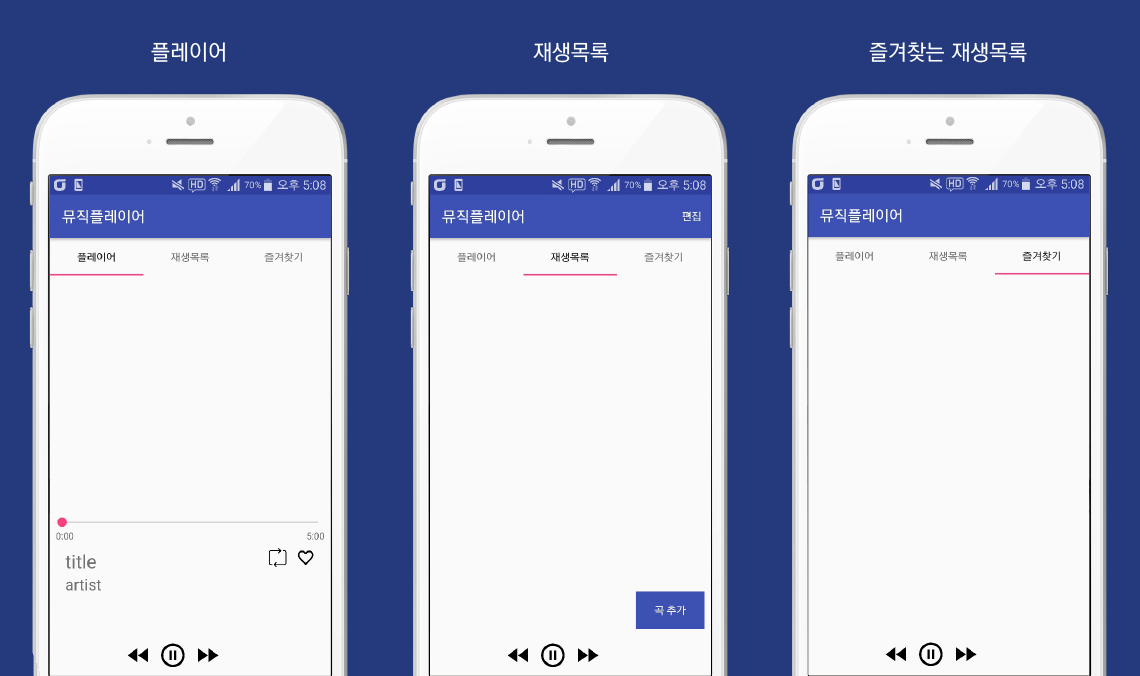 플레이어
재생목록
즐겨찾는 재생목록
HD 70% 오후 5:08
뮤직플레이어
플레이어 재생목록 즐겨찾기
0:00 5:00
title
artist
HD 70% 오후 5:08
뮤직플레이어 편집
플레이어 재생목록 즐겨찾기
곡 추가
HD 70% 오후 5:08
뮤직플레이어
플레이어 재생목록 즐겨찾기